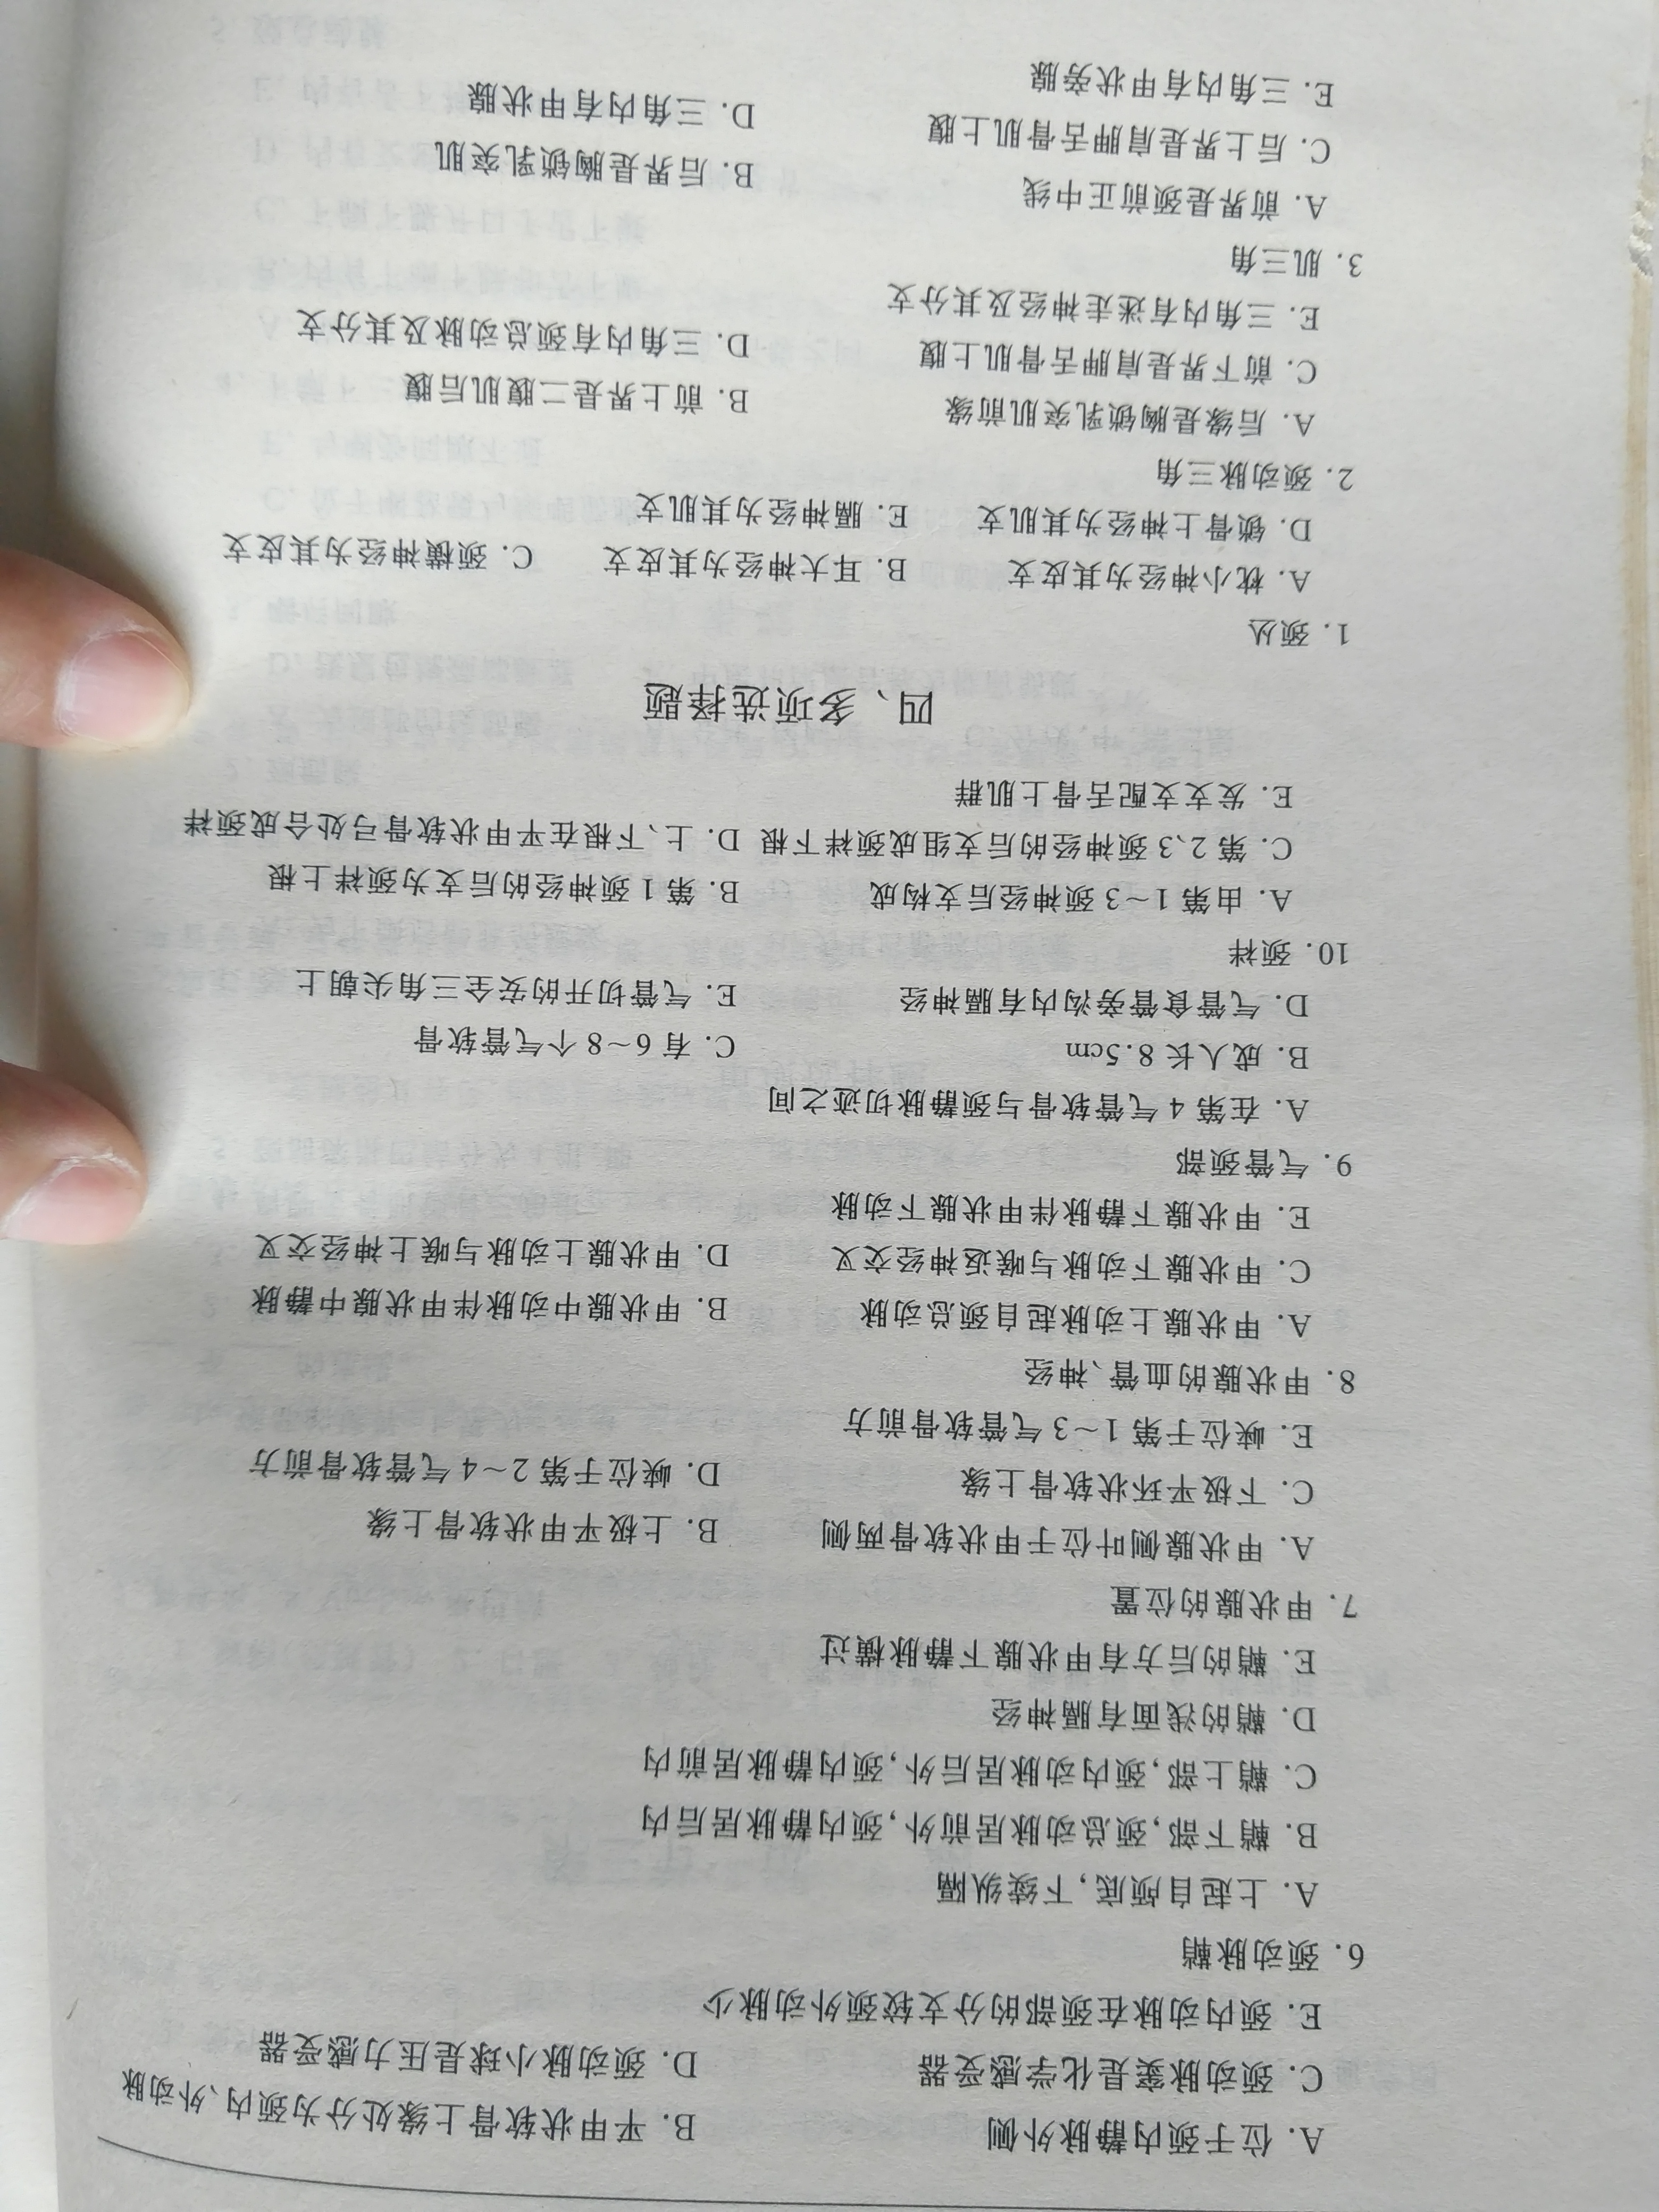 A. 位于颈内静脉外侧 B. 平甲状软骨上缘处分为颈内、外动脉
C. 颈动脉窦是化学感受器 D. 颈动脉小球是压力感受器
E. 颈内动脉在颈部的分支较颈外动脉少
6. 颈动脉鞘
A. 上起自颅底,下续纵隔
B. 鞘下部,颈总动脉居前外,颈内静脉居后内
C. 鞘上部,颈内动脉居后外,颈内静脉居前内
D. 鞘的浅面有膈神经
E. 鞘的后方有甲状腺下静脉横过
7. 甲状腺的位置
A. 甲状腺侧叶位于甲状软骨两侧 B. 上极平甲状软骨上缘
C. 下极平环状软骨上缘 D. 峡位于第 2~4 气管软骨前方
E. 峡位于第 1~3 气管软骨前方
8. 甲状腺的血管、神经
A. 甲状腺上动脉起自颈总动脉 B. 甲状腺中动脉伴甲状腺中静脉
C. 甲状腺下动脉与喉返神经交叉 D. 甲状腺上动脉与喉上神经交叉
E. 甲状腺下静脉伴甲状腺下动脉
9. 气管颈部
A. 在第 4 气管软骨与颈静脉切迹之间
B. 成人长 8.5cm C. 有 6~8 个气管软骨
D. 气管食管旁沟内有膈神经 E. 气管切开的安全三角尖朝上
10. 颈袢
A. 由第 1~3 颈神经后支构成 B. 第 1 颈神经的后支为颈袢上根
C. 第 2、3 颈神经的后支组成颈袢下根 D. 上、下根在平甲状软骨弓处合成颈袢
E. 发支支配舌骨上肌群
四、多项选择题
1. 颈丛
A. 枕小神经为其皮支 B. 耳大神经为其皮支 C. 颈横神经为其皮支
D. 锁骨上神经为其肌支 E. 膈神经为其肌支
2. 颈动脉三角
A. 后缘是胸锁乳突肌前缘 B. 前上界是二腹肌后腹
C. 前下界是肩胛舌骨肌上腹 D. 三角内有颈总动脉及其分支
E. 三角内有迷走神经及其分支
3. 肌三角
A. 前界是颈前正中线 B. 后界是胸锁乳突肌
C. 后上界是肩胛舌骨肌上腹 D. 三角内有甲状腺
E. 三角内有甲状旁腺